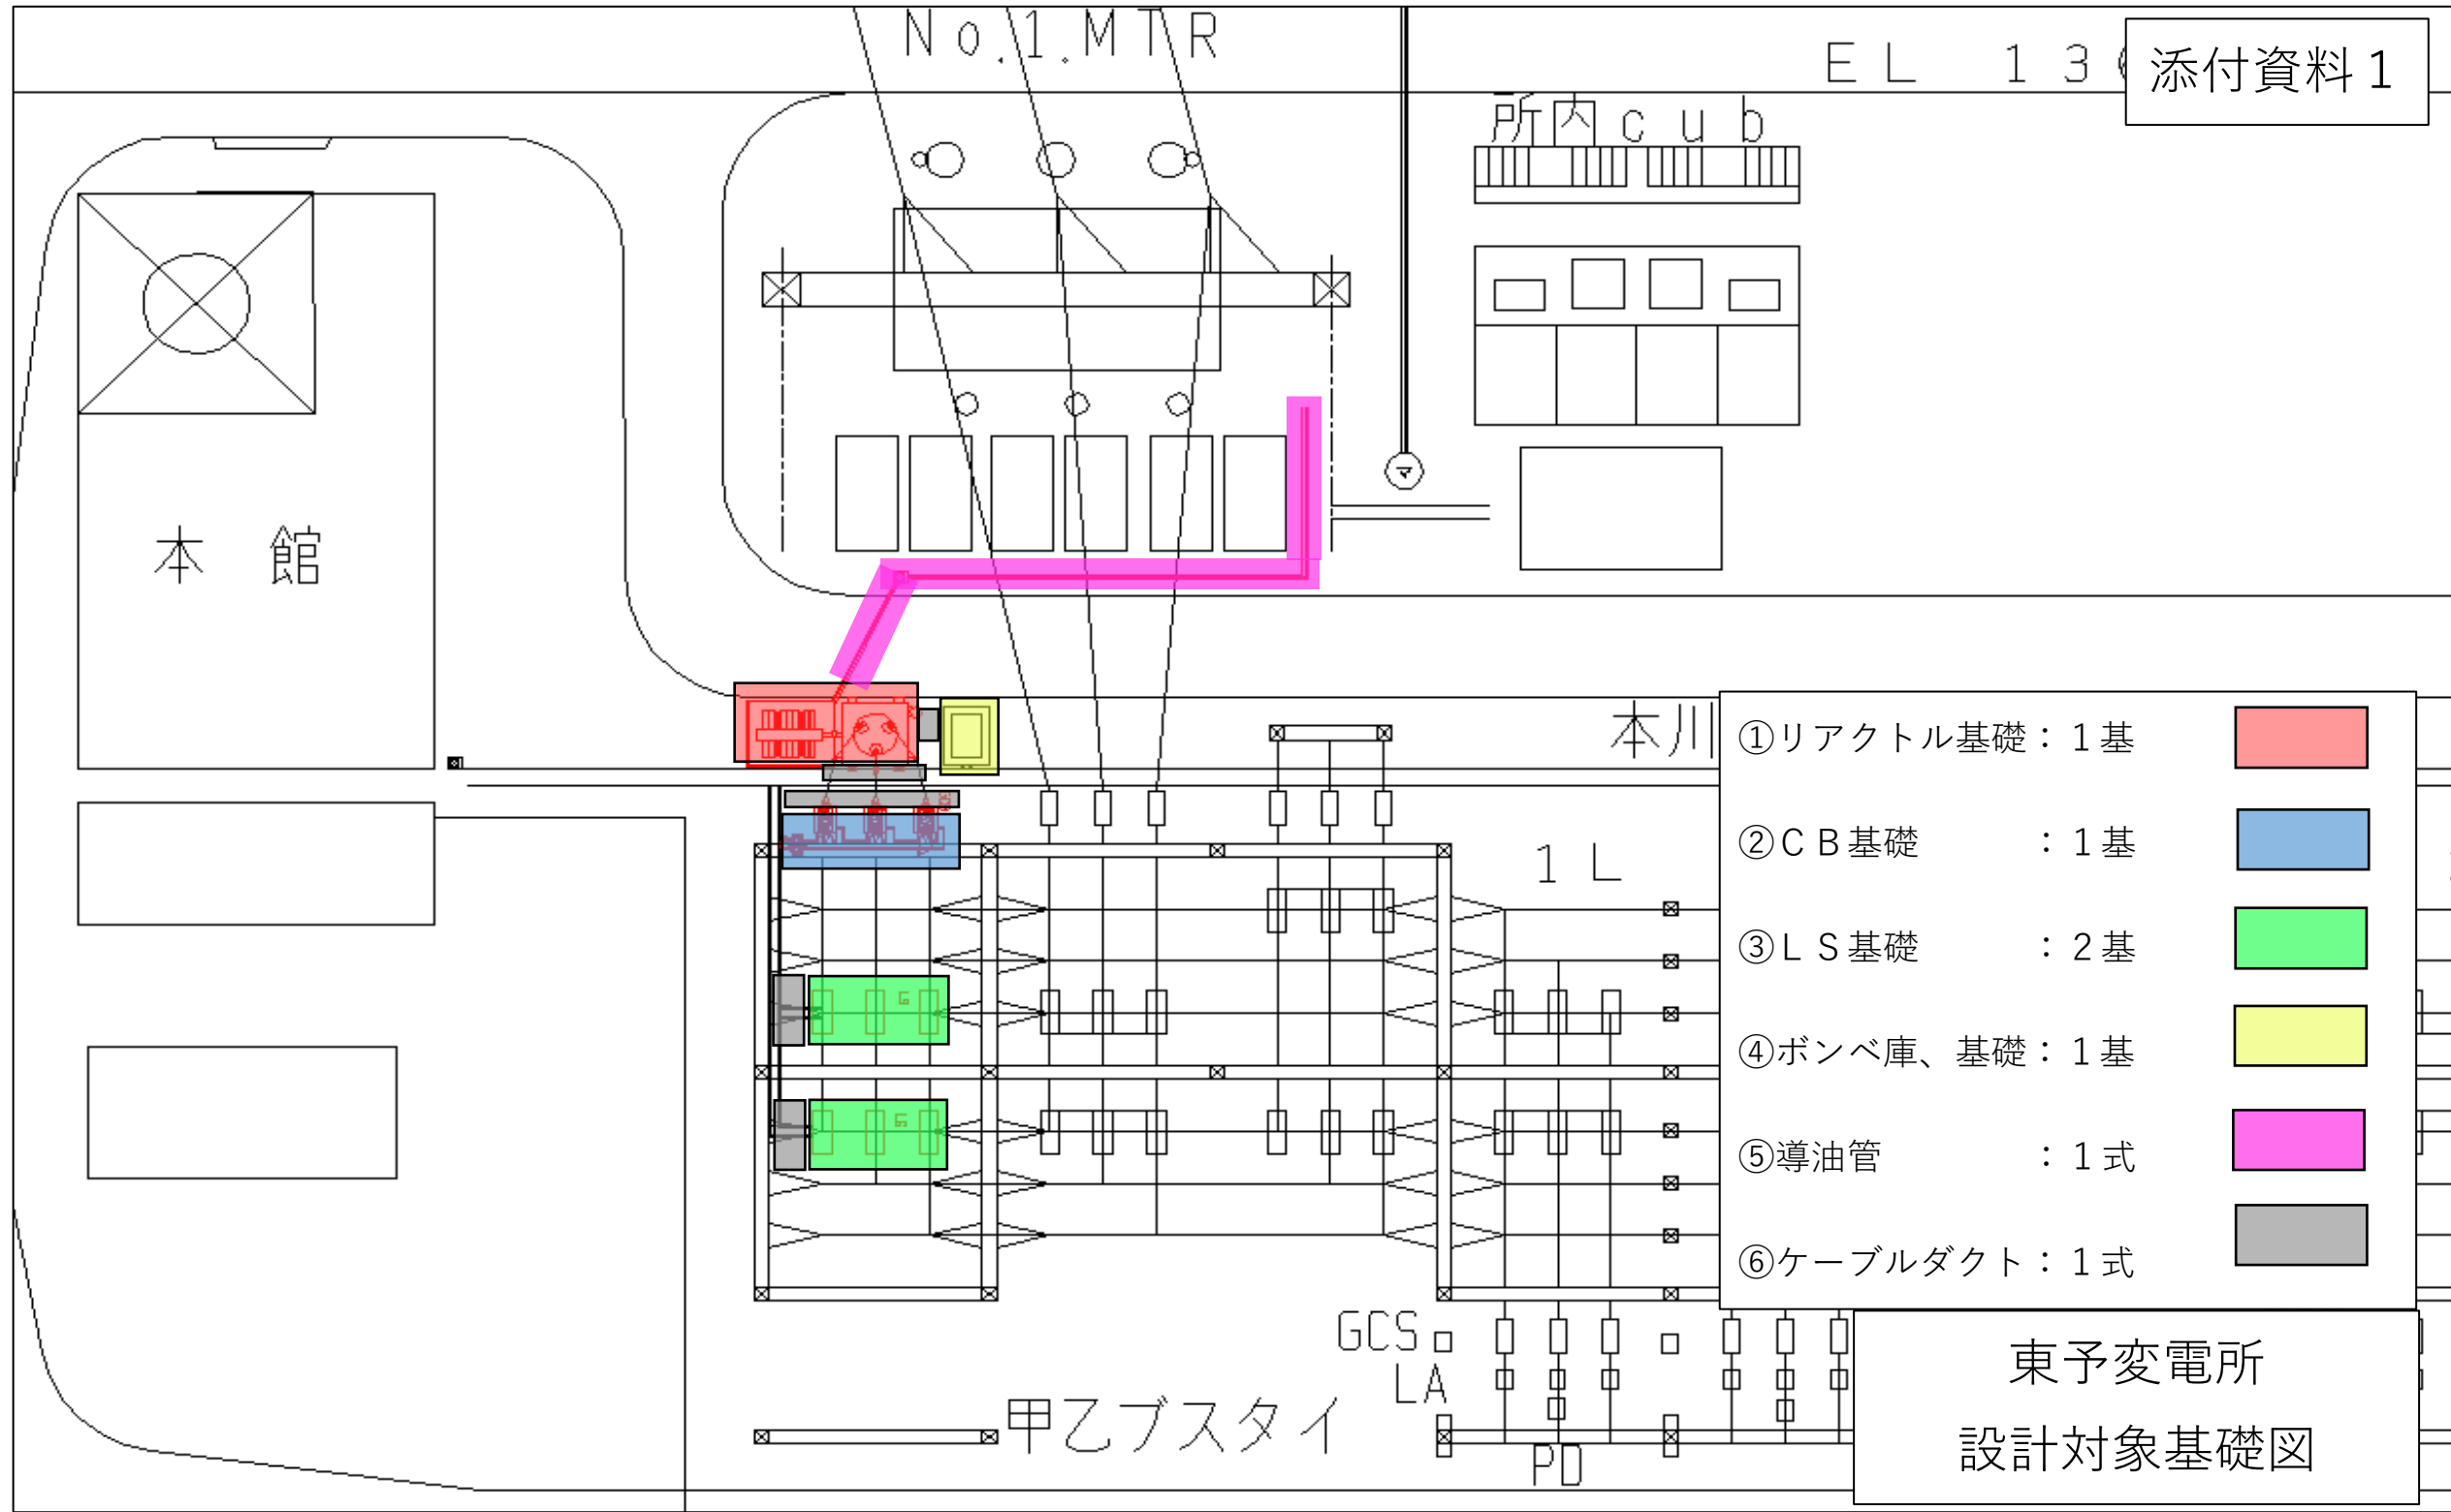 No.1.MTR
EL 13
添付資料1
所内cub
マ
本 館
本川
①リアクトル基礎：1基
②ＣＢ基礎 ：1基
③ＬＳ基礎 ：2基
④ボンベ庫、基礎：1基
⑤導油管 ：1式
⑥ケーブルダクト：1式
1L
G
G
GCS
LA
甲乙ブスタイ
PD
東予変電所
設計対象基礎図